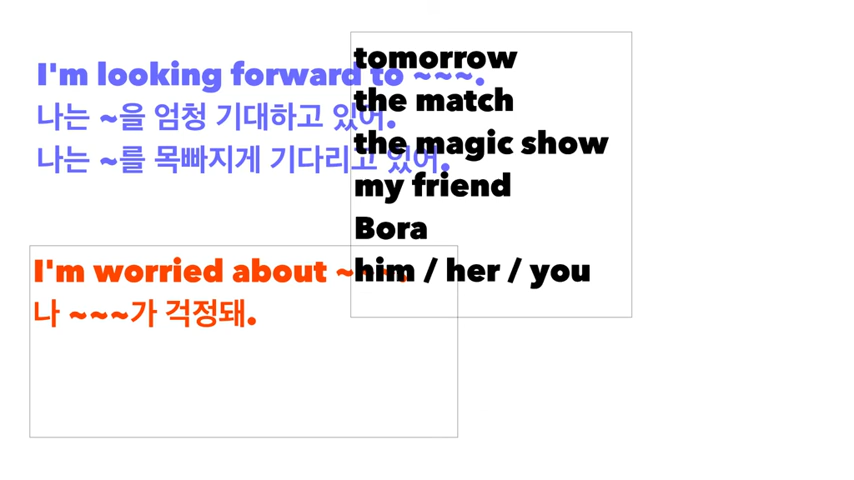 I'm looking forward to ~~~.
나는 ~을 엄청 기대하고 있어.
나는 ~를 목빠지게 기다리고 있어.
I'm worried about ~~~.
나 ~~~가 걱정돼.
tomorrow
the match
the magic show
my friend
Bora
him / her / you